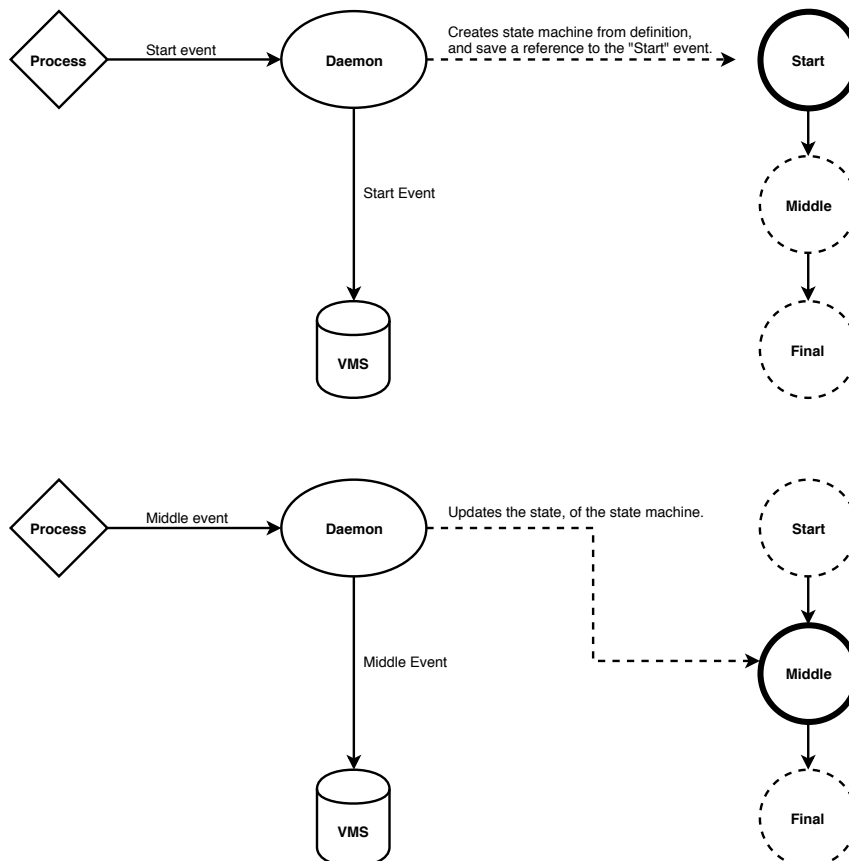 Process
Start event
Daemon
Creates state machine from definition,
and save a reference to the "Start" event.
Start
Start Event
Middle
VMS
Final
Process
Middle event
Daemon
Updates the state, of the state machine.
Start
Middle Event
Middle
VMS
Final